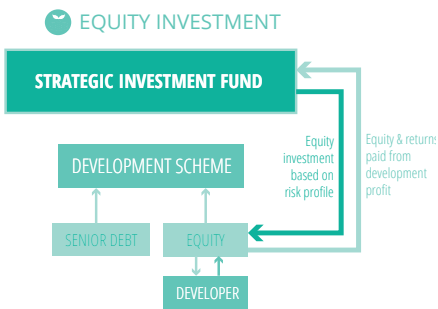 EQUITY INVESTMENT
STRATEGIC INVESTMENT FUND
Equity
investment
based on
risk profile
Equity & returns
paid from
development
profit
DEVELOPMENT SCHEME
SENIOR DEBT
EQUITY
DEVELOPER